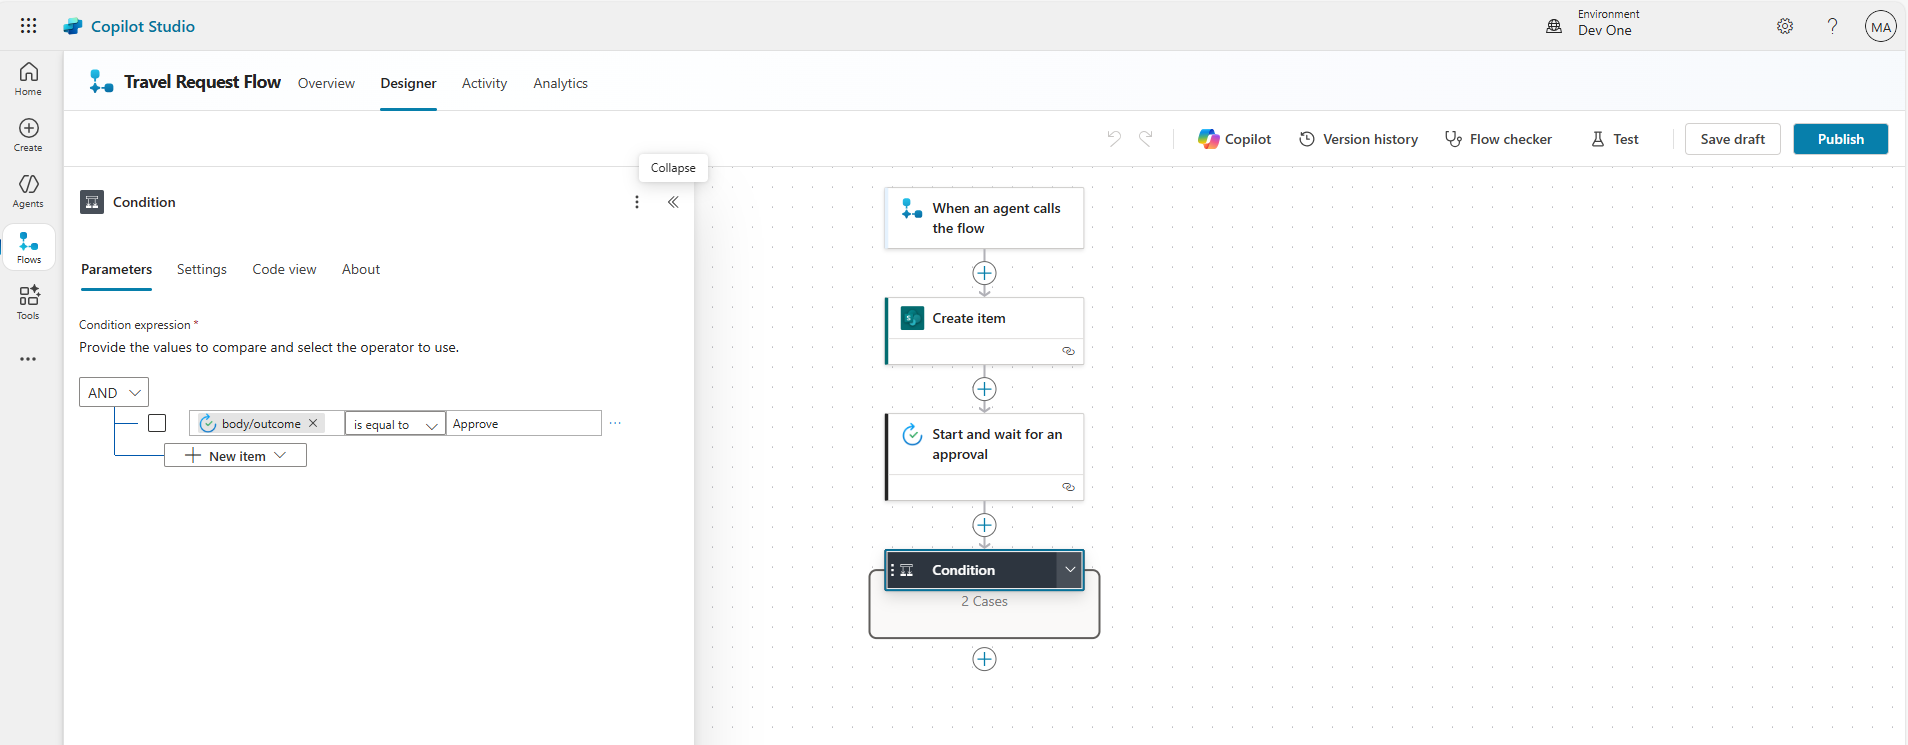 Copilot Studio
Environment
Dev One
MA
Home
Create
Agents
Flows
Tools
Travel Request Flow
Overview
Designer
Activity
Analytics
Copilot
Version history
Flow checker
Test
Save draft
Publish
Collapse
Condition
Parameters
Settings
Code view
About
Condition expression *
Provide the values to compare and select the operator to use.
AND
body/outcome
is equal to
Approve
New item
When an agent calls
the flow
Create item
Start and wait for an
approval
Condition
2 Cases